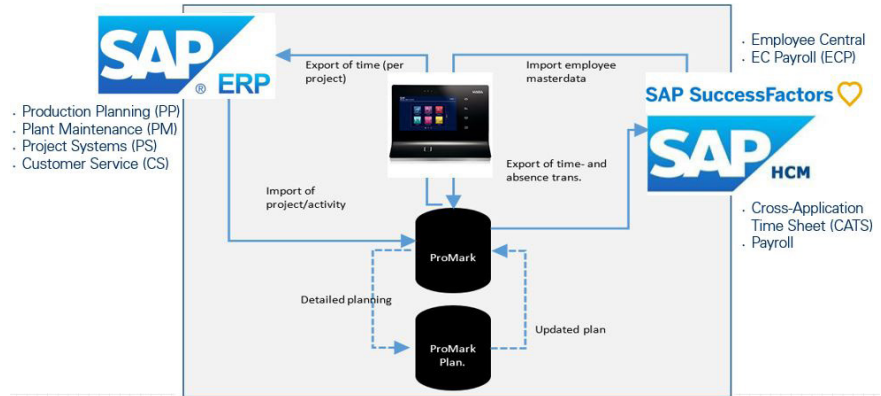 SAP
® ERP
· Production Planning (PP)
· Plant Maintenance (PM)
· Project Systems (PS)
· Customer Service (CS)
Export of time (per
project)
Import employee
masterdata
· Employee Central
· EC Payroll (ECP)
SAP SuccessFactors
SAP
HCM
· Cross-Application
Time Sheet (CATS)
· Payroll
Export of time- and
absence trans.
Import of
project/activity
ProMark
Detailed planning
Updated plan
ProMark
Plan.